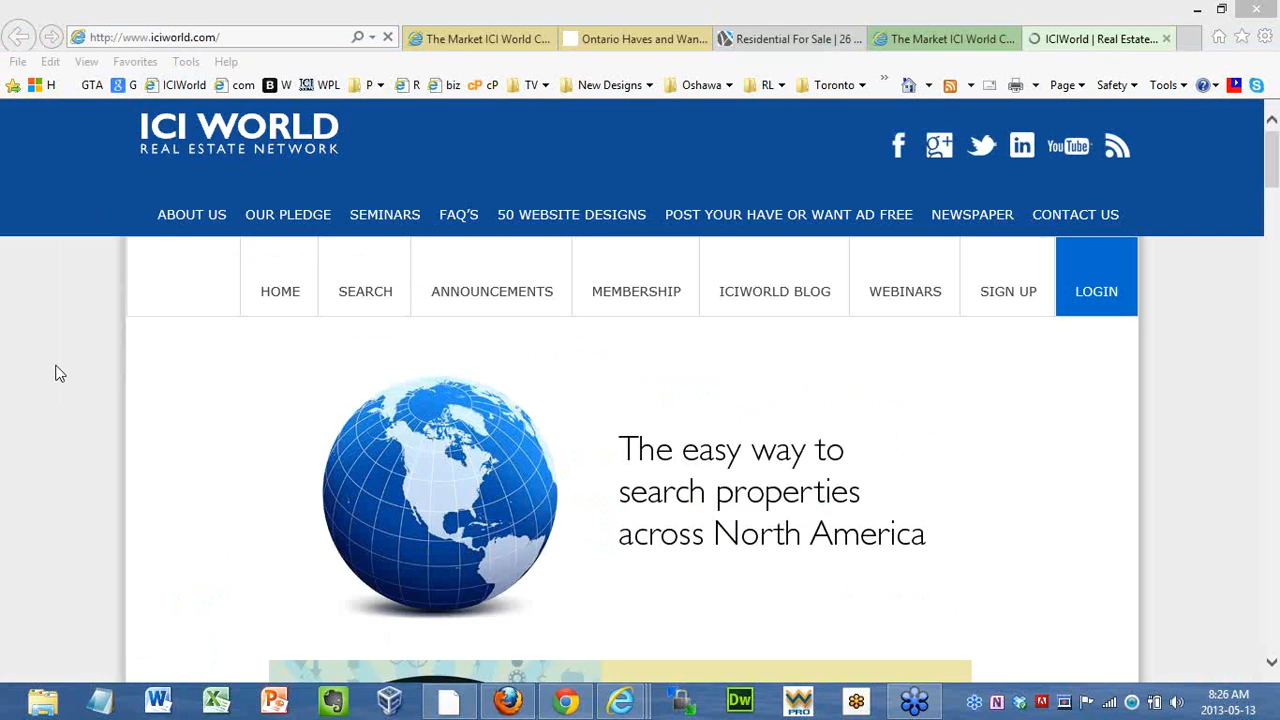 http://www.iciworld.com/
The Market ICI World C...
Ontario Haves and Wan...
Residential For Sale | 26 ...
The Market ICI World C...
ICIWorld | Real Estate...
File Edit View Favorites Tools Help
H GTA G ICIWorld com W WPL P R biz cP TV New Designs Oshawa RL Toronto Page Safety Tools
ICI WORLD
REAL ESTATE NETWORK
You Tube
ABOUT US OUR PLEDGE SEMINARS FAQ'S 50 WEBSITE DESIGNS POST YOUR HAVE OR WANT AD FREE NEWSPAPER CONTACT US
HOME SEARCH ANNOUNCEMENTS MEMBERSHIP ICIWORLD BLOG WEBINARS SIGN UP LOGIN
The easy way to
search properties
across North America
8:26 AM
2013-05-13